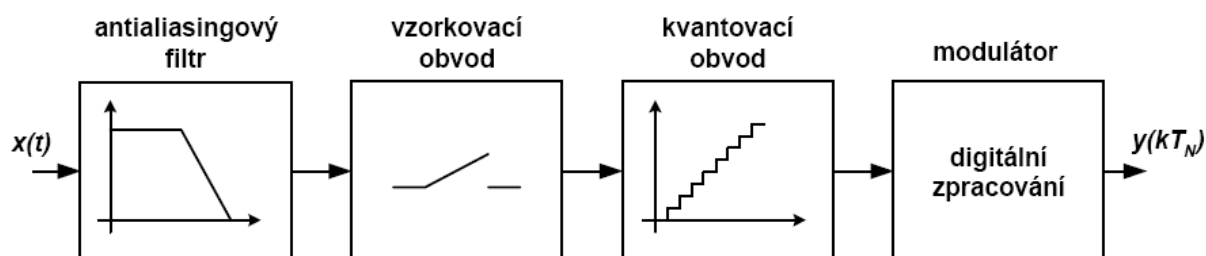 antialiasingový
filtr
vzorkovací
obvod
kvantovací
obvod
modulátor
x(t)
digitální
zpracování
y(kT_N)